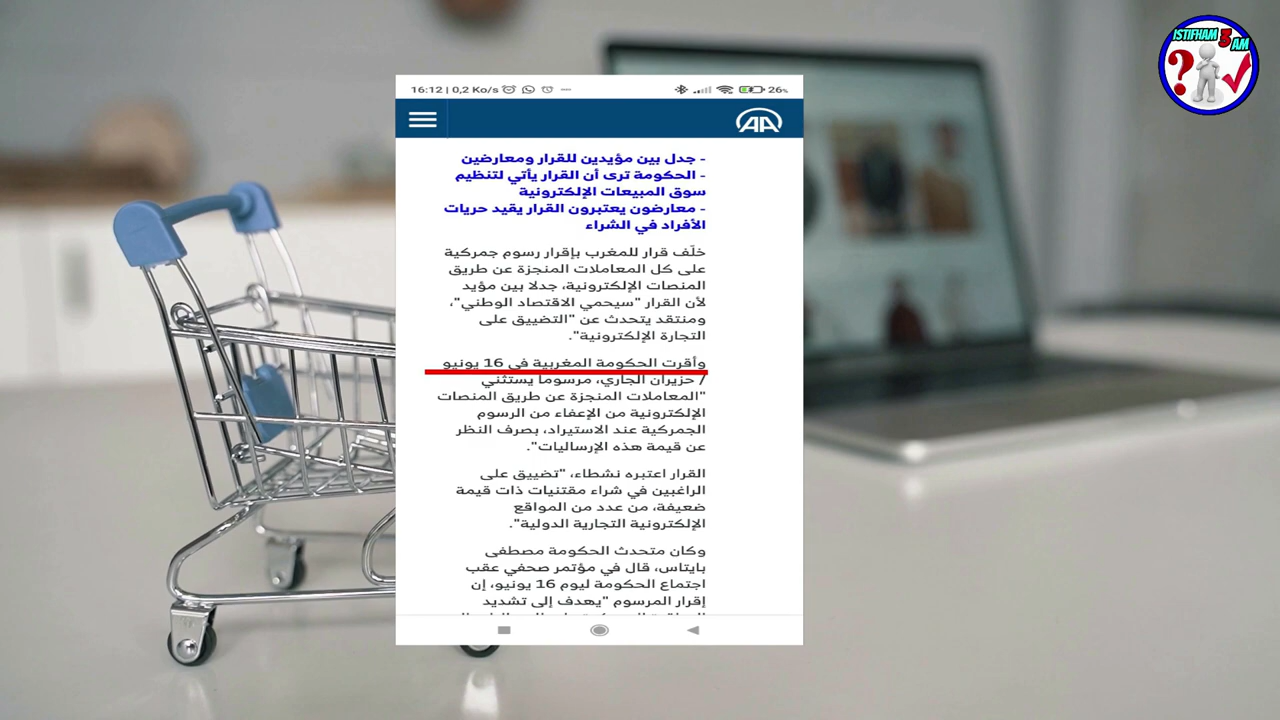 ISTIFHAM 3 AM
16:12 | 0,2 Ko/s
26%
AA
- جدل بين مؤيدين للقرار ومعارضين
- الحكومة ترى أن القرار يأتي لتنظيم
سوق المبيعات الإلكترونية
- معارضون يعتبرون القرار يقيد حريات
الأفراد في الشراء
خلّف قرار للمغرب بإقرار رسوم جمركية
على كل المعاملات المنجزة عن طريق
المنصات الإلكترونية، جدلا بين مؤيد
لأن القرار "سيحمي الاقتصاد الوطني"،
ومنتقد يتحدث عن "التضييق على
التجارة الإلكترونية".
وأقرت الحكومة المغربية في 16 يونيو
/ حزيران الجاري، مرسوما يستثني
"المعاملات المنجزة عن طريق المنصات
الإلكترونية من الإعفاء من الرسوم
الجمركية عند الاستيراد، بصرف النظر
عن قيمة هذه الإرساليات".
القرار اعتبره نشطاء، "تضييق على
الراغبين في شراء مقتنيات ذات قيمة
ضعيفة، من عدد من المواقع
الإلكترونية التجارية الدولية".
وكان متحدث الحكومة مصطفى
بايتاس، قال في مؤتمر صحفي عقب
اجتماع الحكومة ليوم 16 يونيو، إن
إقرار المرسوم "يهدف إلى تشديد